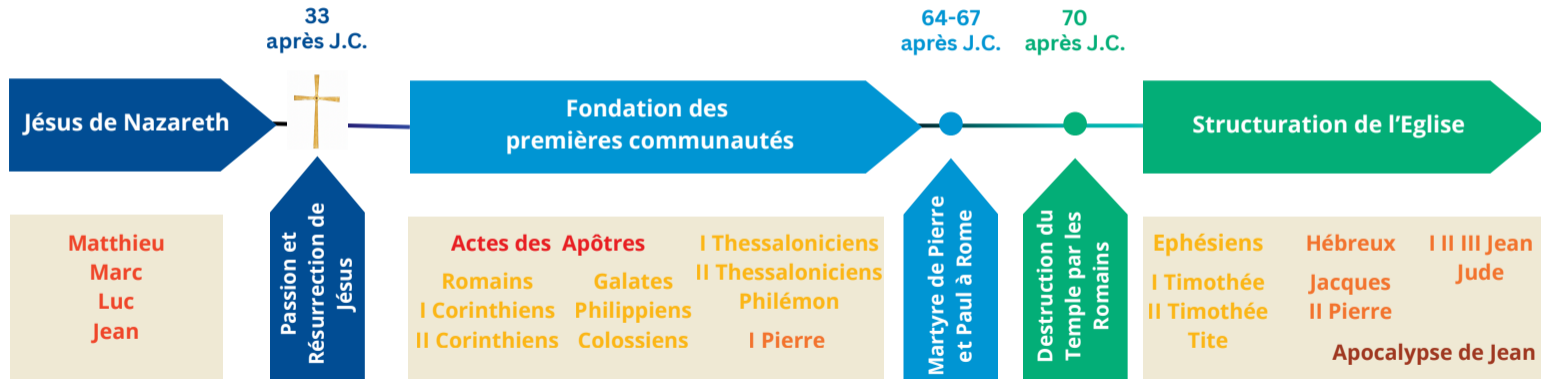 33
après J.C.
64-67
après J.C.
70
après J.C.
Jésus de Nazareth
Fondation des
premières communautés
Structuration de l'Eglise
Matthieu
Marc
Luc
Jean
Passion et
Résurrection de
Jésus
Actes des Apôtres
Romains
I Corinthiens
II Corinthiens
Galates
Philippiens
Colossiens
I Thessaloniciens
II Thessaloniciens
Philémon
I Pierre
Martyre de Pierre
et Paul à Rome
Destruction du
Temple par les
Romains
Ephésiens
I Timothée
II Timothée
Tite
Hébreux
Jacques
II Pierre
I II III Jean
Jude
Apocalypse de Jean